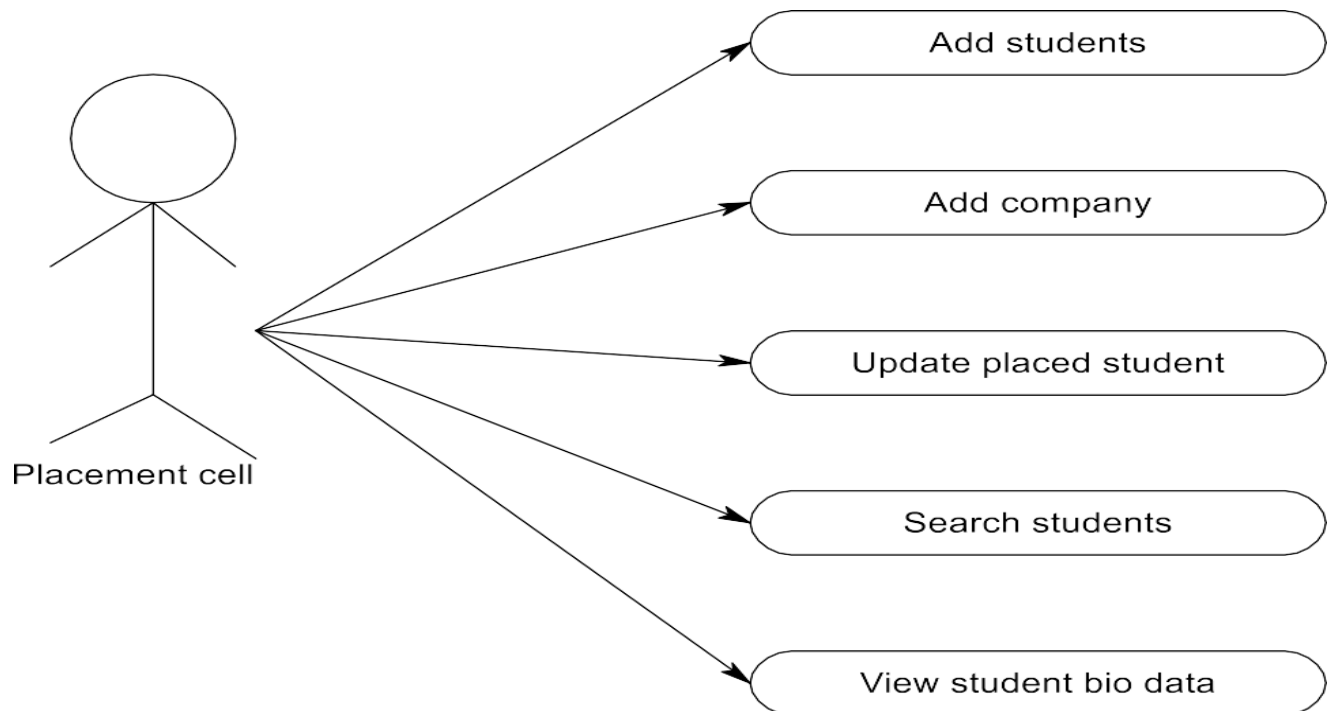 Add students
Add company
Update placed student
Search students
Placement cell
View student bio data